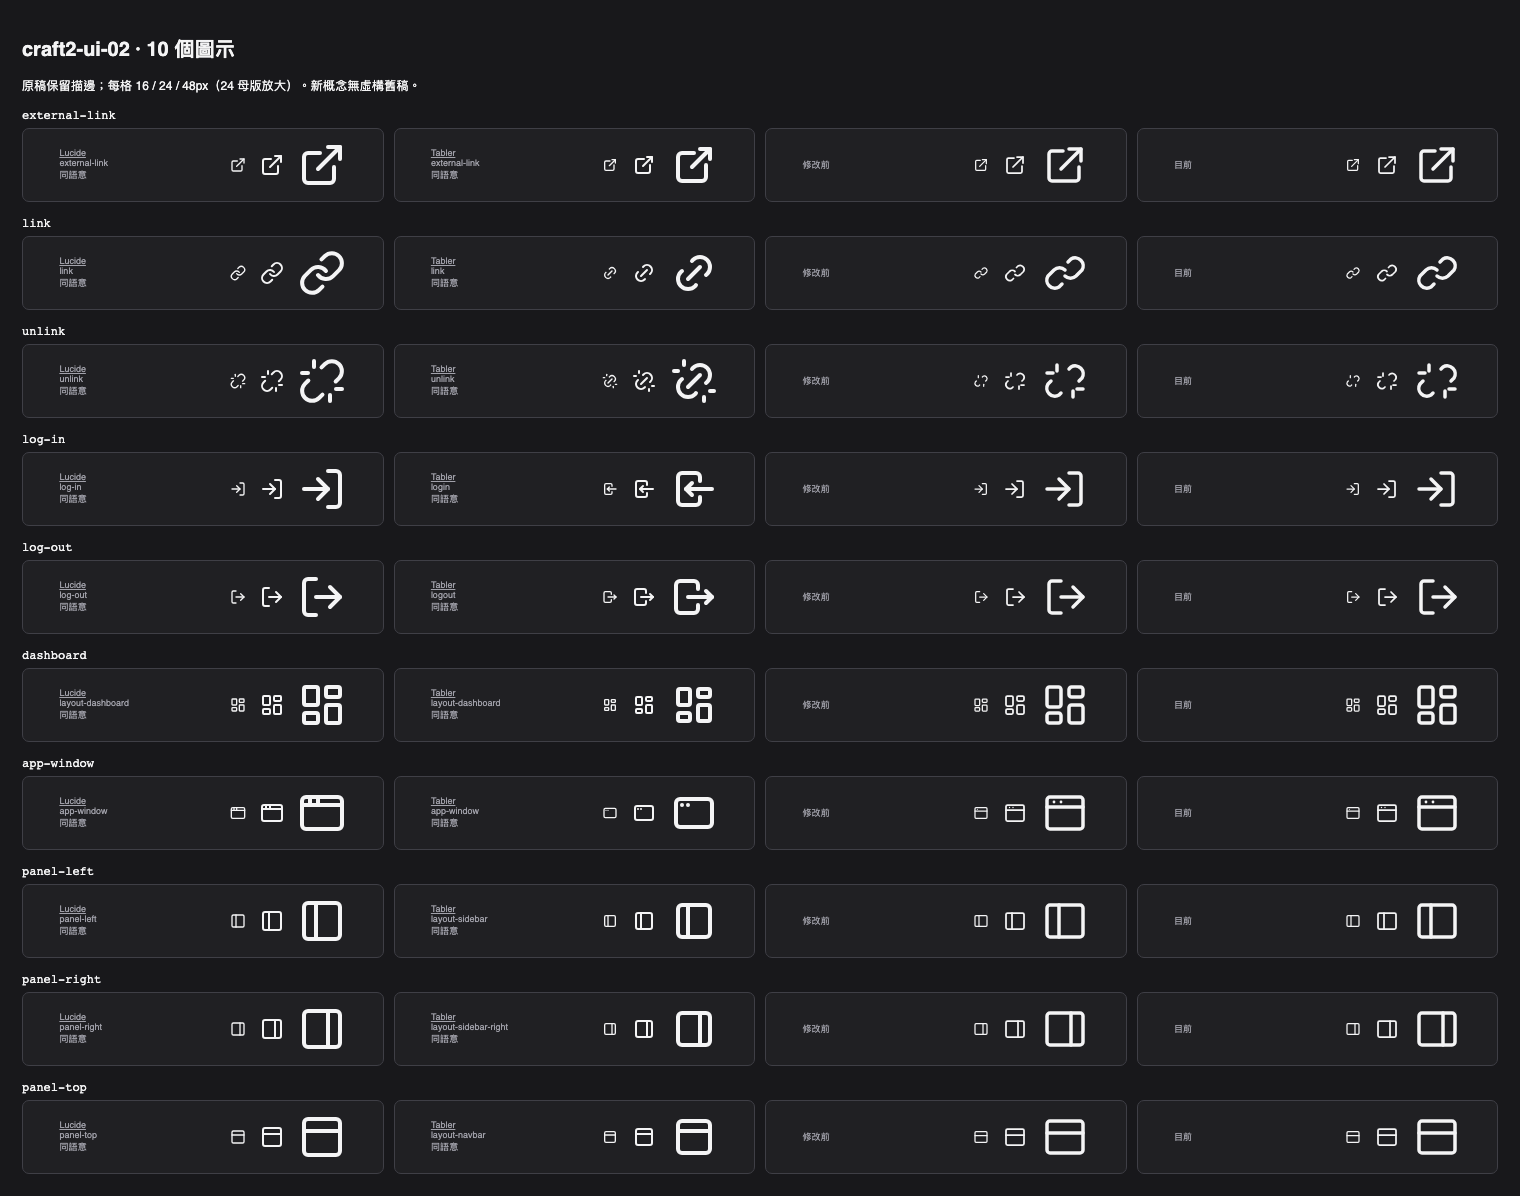 craft2-ui-02 · 10 個圖示
原稿保留描邊；每格 16 / 24 / 48px（24 母版放大）。新概念無虛構舊稿。
external-link
Lucide
external-link
同語意
Tabler
external-link
同語意
修改前
目前
link
Lucide
link
同語意
Tabler
link
同語意
修改前
目前
unlink
Lucide
unlink
同語意
Tabler
unlink
同語意
修改前
目前
log-in
Lucide
log-in
同語意
Tabler
login
同語意
修改前
目前
log-out
Lucide
log-out
同語意
Tabler
logout
同語意
修改前
目前
dashboard
Lucide
layout-dashboard
同語意
Tabler
layout-dashboard
同語意
修改前
目前
app-window
Lucide
app-window
同語意
Tabler
app-window
同語意
修改前
目前
panel-left
Lucide
panel-left
同語意
Tabler
layout-sidebar
同語意
修改前
目前
panel-right
Lucide
panel-right
同語意
Tabler
layout-sidebar-right
同語意
修改前
目前
panel-top
Lucide
panel-top
同語意
Tabler
layout-navbar
同語意
修改前
目前